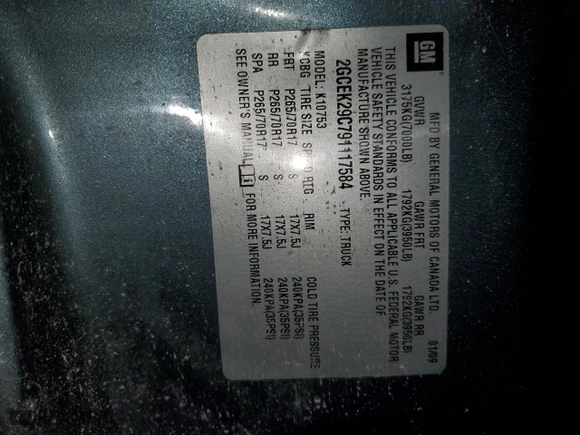 GM
MFD BY GENERAL MOTORS OF CANADA LTD. 01/09
GVWR GAWR FRT GAWR RR
3175KG(7000LB) 1792KG(3950LB) 1792KG(3950LB)
THIS VEHICLE CONFORMS TO ALL APPLICABLE U.S. FEDERAL MOTOR
VEHICLE SAFETY STANDARDS IN EFFECT ON THE DATE OF
MANUFACTURE SHOWN ABOVE.
2GCEK29C791117584 TYPE: TRUCK
MODEL: K10753
TIRE SIZE SPD RTG RIM COLD TIRE PRESSURE
FRT P265/70R17 S 17X7.5J 240KPA(35PSI)
RR P265/70R17 S 17X7.5J 240KPA(35PSI)
SPA P265/70R17 S 17X7.5J 240KPA(35PSI)
SEE OWNER'S MANUAL FOR MORE INFORMATION.